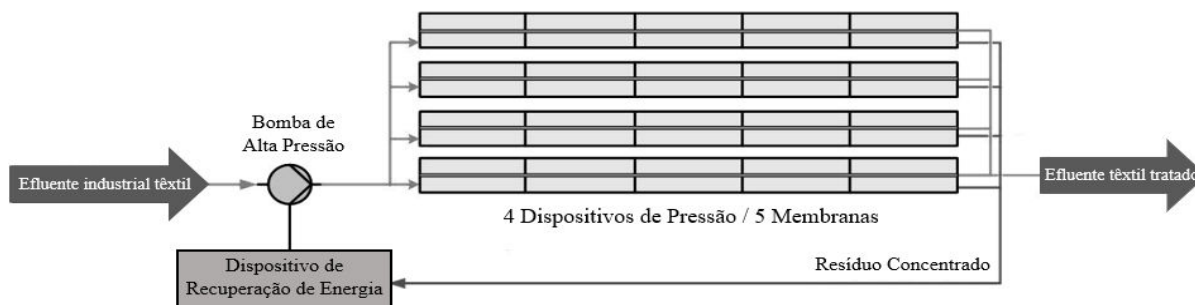 Bomba de
Alta Pressão
Efluente industrial têxtil
Efluente têxtil tratado
4 Dispositivos de Pressão / 5 Membranas
Resíduo Concentrado
Dispositivo de
Recuperação de Energia